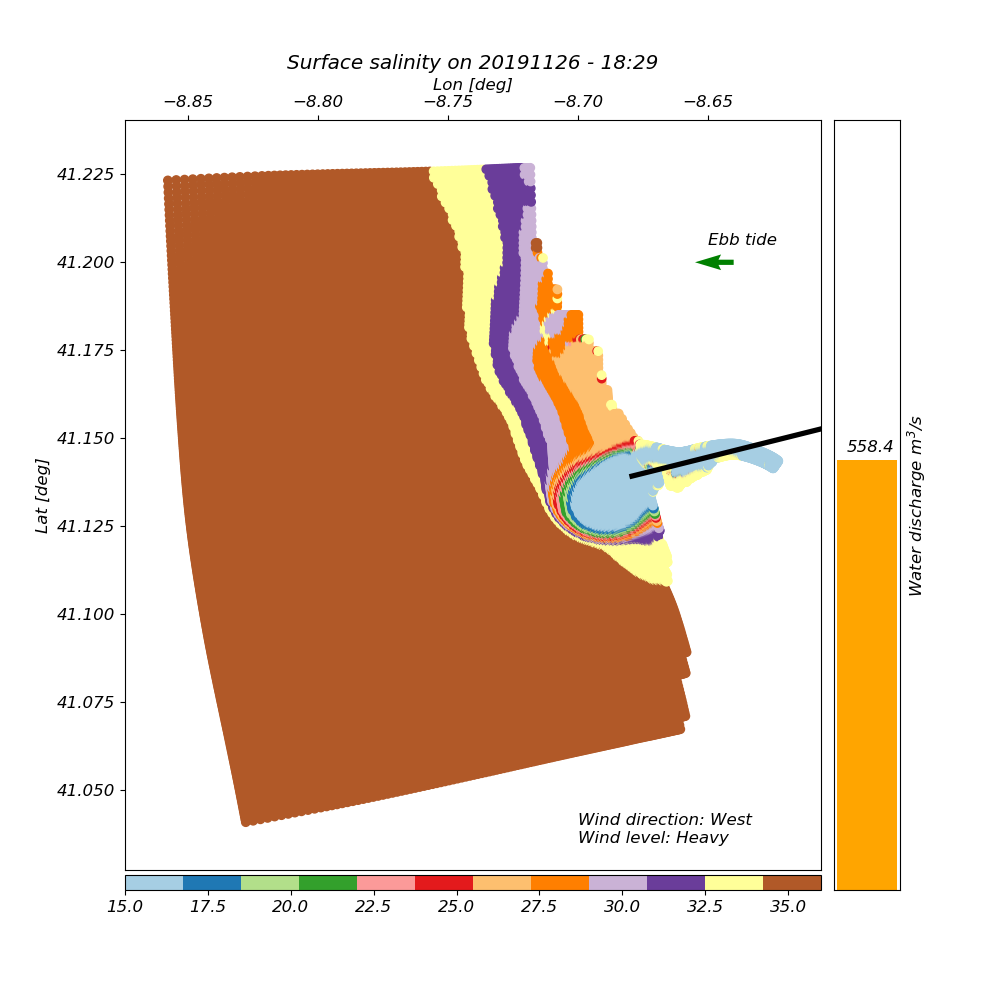 Surface salinity on 20191126 - 18:29
Lon [deg]
−8.85 −8.80 −8.75 −8.70 −8.65
41.225
41.200
41.175
41.150
41.125
41.100
41.075
41.050
Lat [deg]
Ebb tide
558.4
Water discharge m³/s
Wind direction: West
Wind level: Heavy
15.0 17.5 20.0 22.5 25.0 27.5 30.0 32.5 35.0